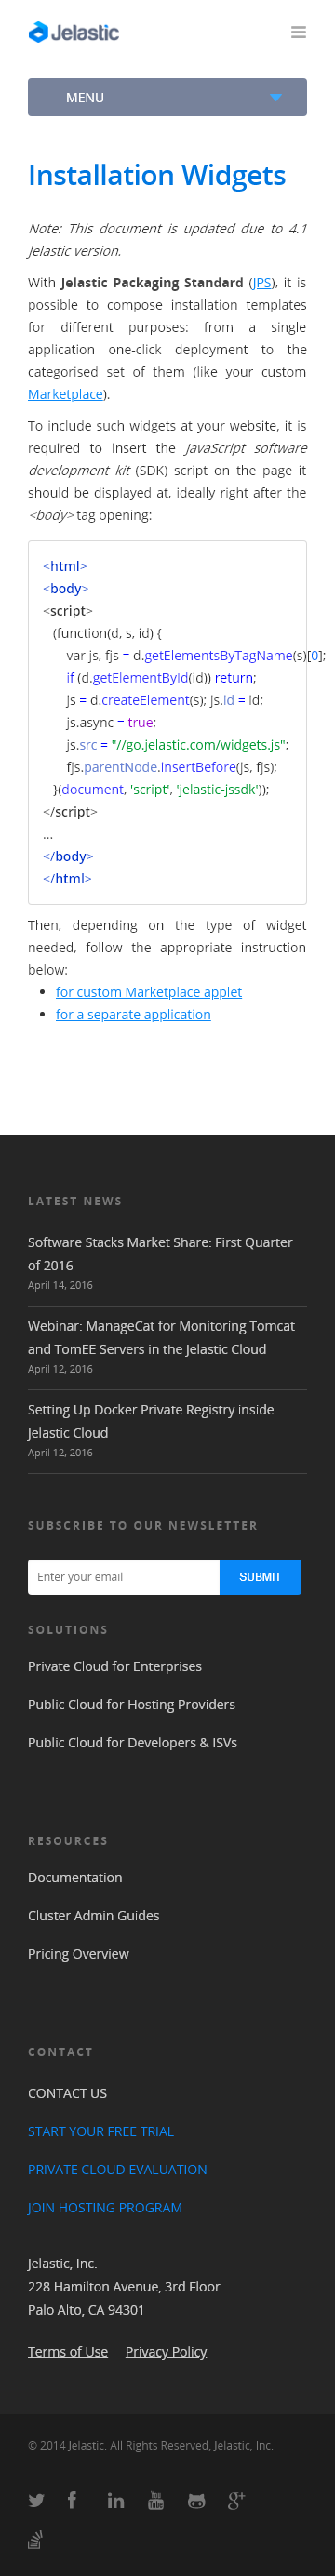 Jelastic
MENU
Installation Widgets
Note: This document is updated due to 4.1
Jelastic version.
With Jelastic Packaging Standard (JPS), it is
possible to compose installation templates
for different purposes: from a single
application one-click deployment to the
categorised set of them (like your custom
Marketplace).
To include such widgets at your website, it is
required to insert the JavaScript software
development kit (SDK) script on the page it
should be displayed at, ideally right after the
<body> tag opening:
<html>
<body>
<script>
(function(d, s, id) {
var js, fjs = d.getElementsByTagName(s)[0];
if (d.getElementById(id)) return;
js = d.createElement(s); js.id = id;
js.async = true;
js.src = "//go.jelastic.com/widgets.js";
fjs.parentNode.insertBefore(js, fjs);
}(document, 'script', 'jelastic-jssdk'));
</script>
...
</body>
</html>
Then, depending on the type of widget
needed, follow the appropriate instruction
below:
• for custom Marketplace applet
• for a separate application
LATEST NEWS
Software Stacks Market Share: First Quarter
of 2016
April 14, 2016
Webinar: ManageCat for Monitoring Tomcat
and TomEE Servers in the Jelastic Cloud
April 12, 2016
Setting Up Docker Private Registry inside
Jelastic Cloud
April 12, 2016
SUBSCRIBE TO OUR NEWSLETTER
Enter your email SUBMIT
SOLUTIONS
Private Cloud for Enterprises
Public Cloud for Hosting Providers
Public Cloud for Developers & ISVs
RESOURCES
Documentation
Cluster Admin Guides
Pricing Overview
CONTACT
CONTACT US
START YOUR FREE TRIAL
PRIVATE CLOUD EVALUATION
JOIN HOSTING PROGRAM
Jelastic, Inc.
228 Hamilton Avenue, 3rd Floor
Palo Alto, CA 94301
Terms of Use Privacy Policy
© 2014 Jelastic. All Rights Reserved, Jelastic, Inc.